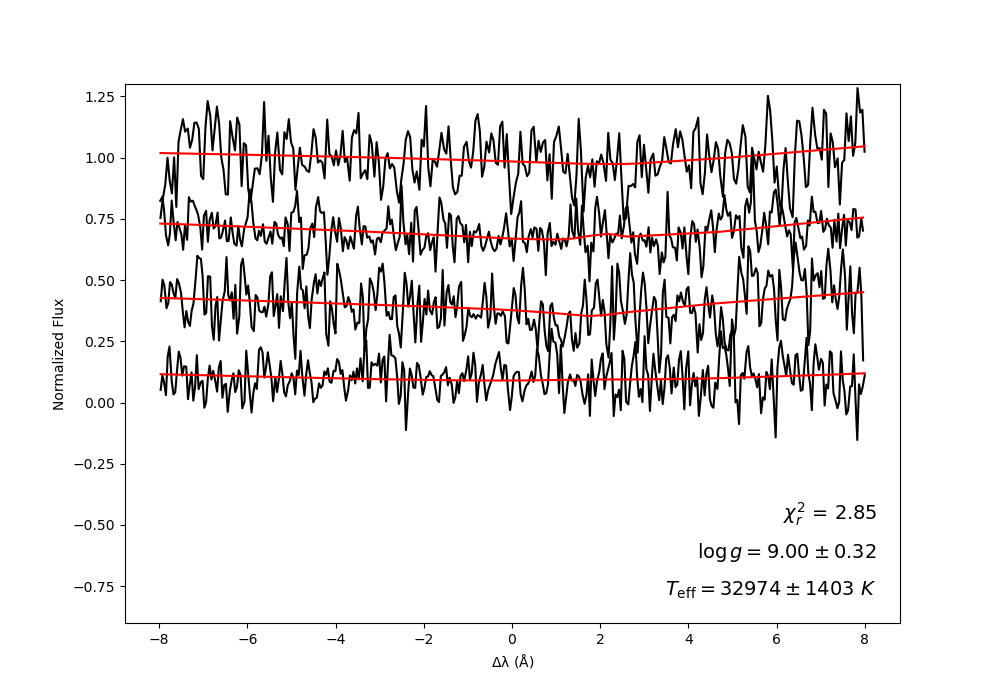 1.25
1.00
0.75
0.50
0.25
0.00
−0.25
−0.50
−0.75
Normalized Flux
χ²ᵣ = 2.85
log g = 9.00 ± 0.32
T_eff = 32974 ± 1403 K
−8 −6 −4 −2 0 2 4 6 8
Δλ (Å)